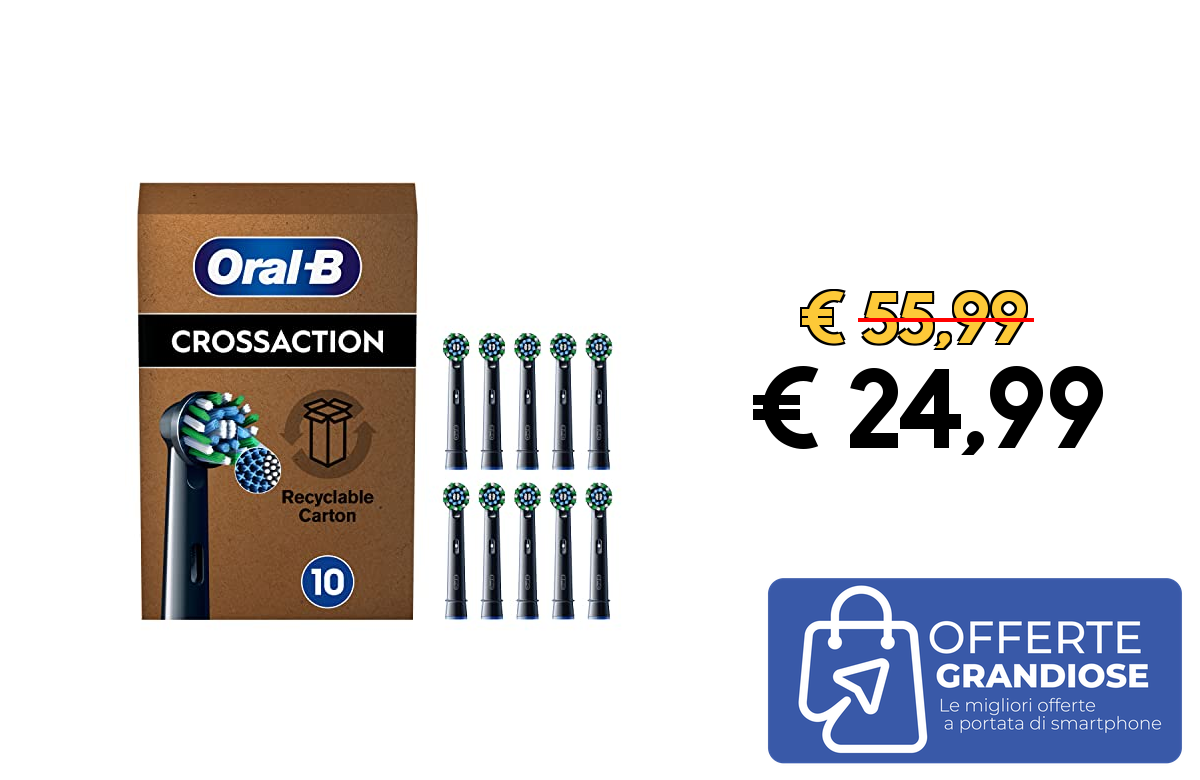 Oral-B
CROSSACTION
Recyclable
Carton
10
€ 55,99
€ 24,99
OFFERTE
GRANDIOSE
Le migliori offerte
a portata di smartphone